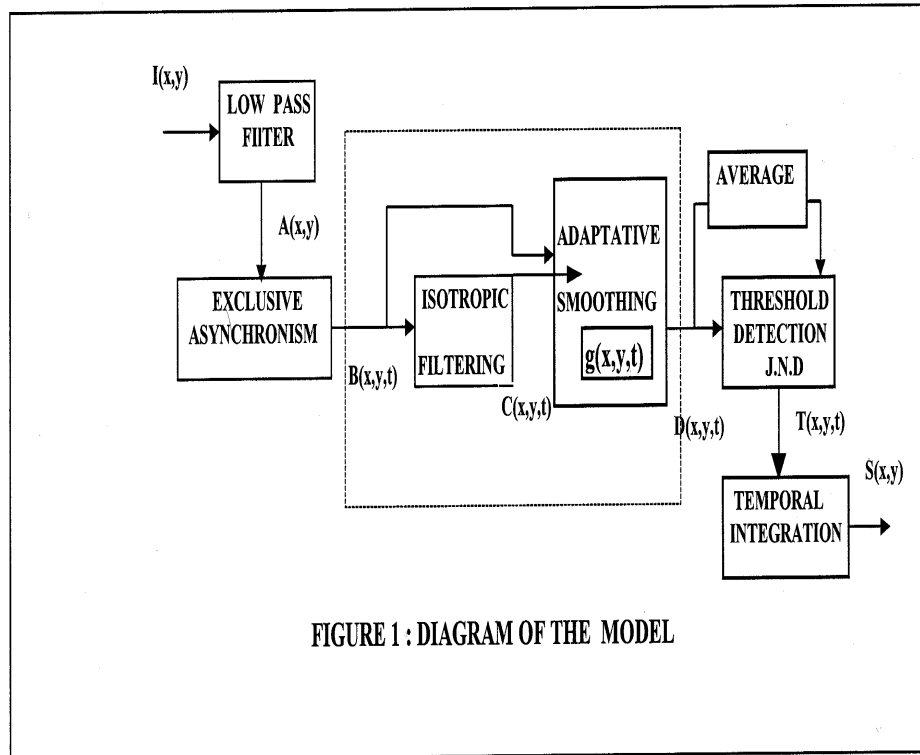 I(x,y)
LOW PASS
FIITER
A(x,y)
EXCLUSIVE
ASYNCHRONISM
B(x,y,t)
ISOTROPIC
FILTERING
C(x,y,t)
ADAPTATIVE
SMOOTHING
g(x,y,t)
D(x,y,t)
AVERAGE
THRESHOLD
DETECTION
J.N.D
T(x,y,t)
TEMPORAL
INTEGRATION
S(x,y)
FIGURE 1 : DIAGRAM OF THE MODEL